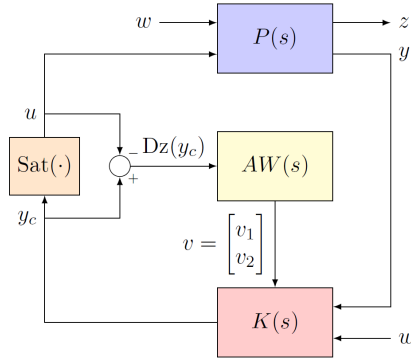 w
P(s)
z
y
u
−
Dz(y_c)
+
Sat(·)
AW(s)
y_c
v = [v_1
v_2]
K(s)
w